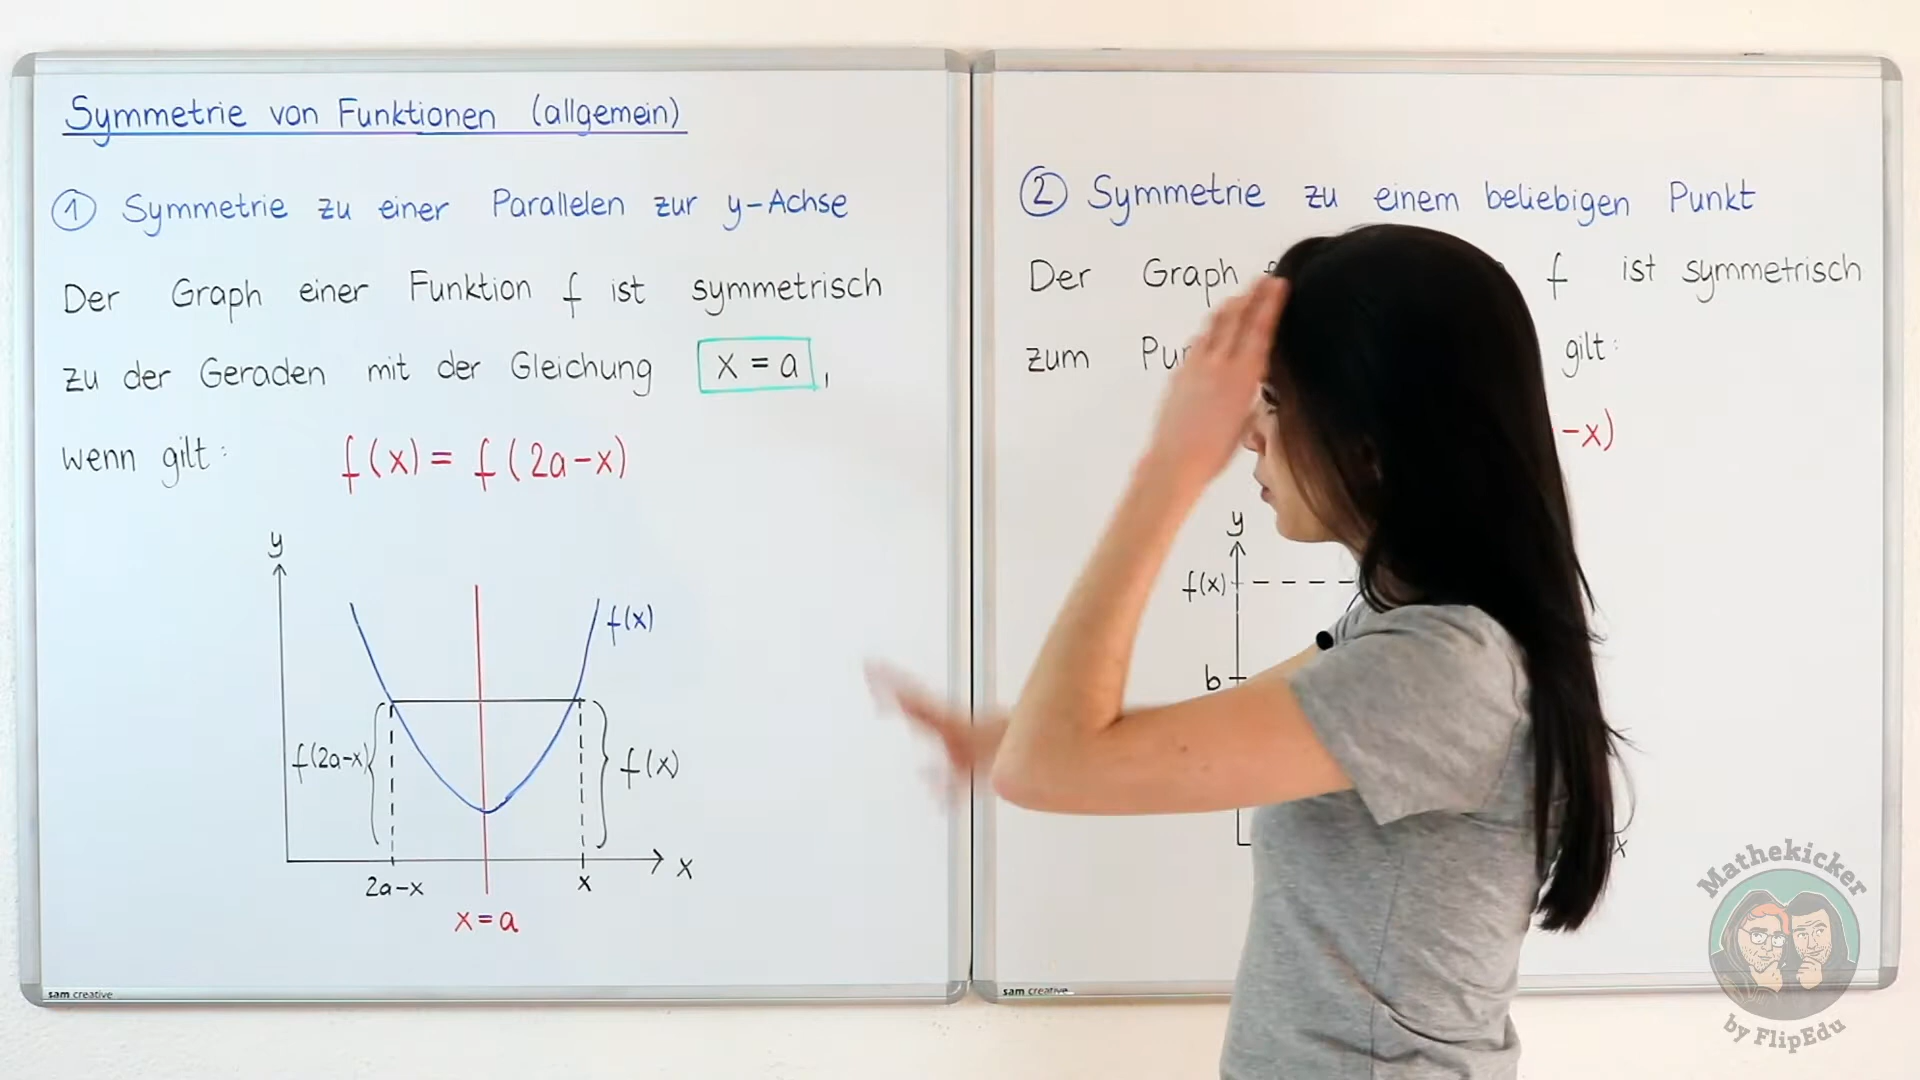 Symmetrie von Funktionen (allgemein)
① Symmetrie zu einer Parallelen zur y-Achse
Der Graph einer Funktion f ist symmetrisch
zu der Geraden mit der Gleichung x = a,
wenn gilt: f(x) = f(2a-x)
y
f(x)
f(2a-x)
f(x)
x
2a-x
x
x = a
sam creative
② Symmetrie zu einem beliebigen Punkt
Der Graph f ist symmetrisch
zum gilt:
-x)
y
f(x)
b
x
sam creative
Mathekicker
by FlipEdu